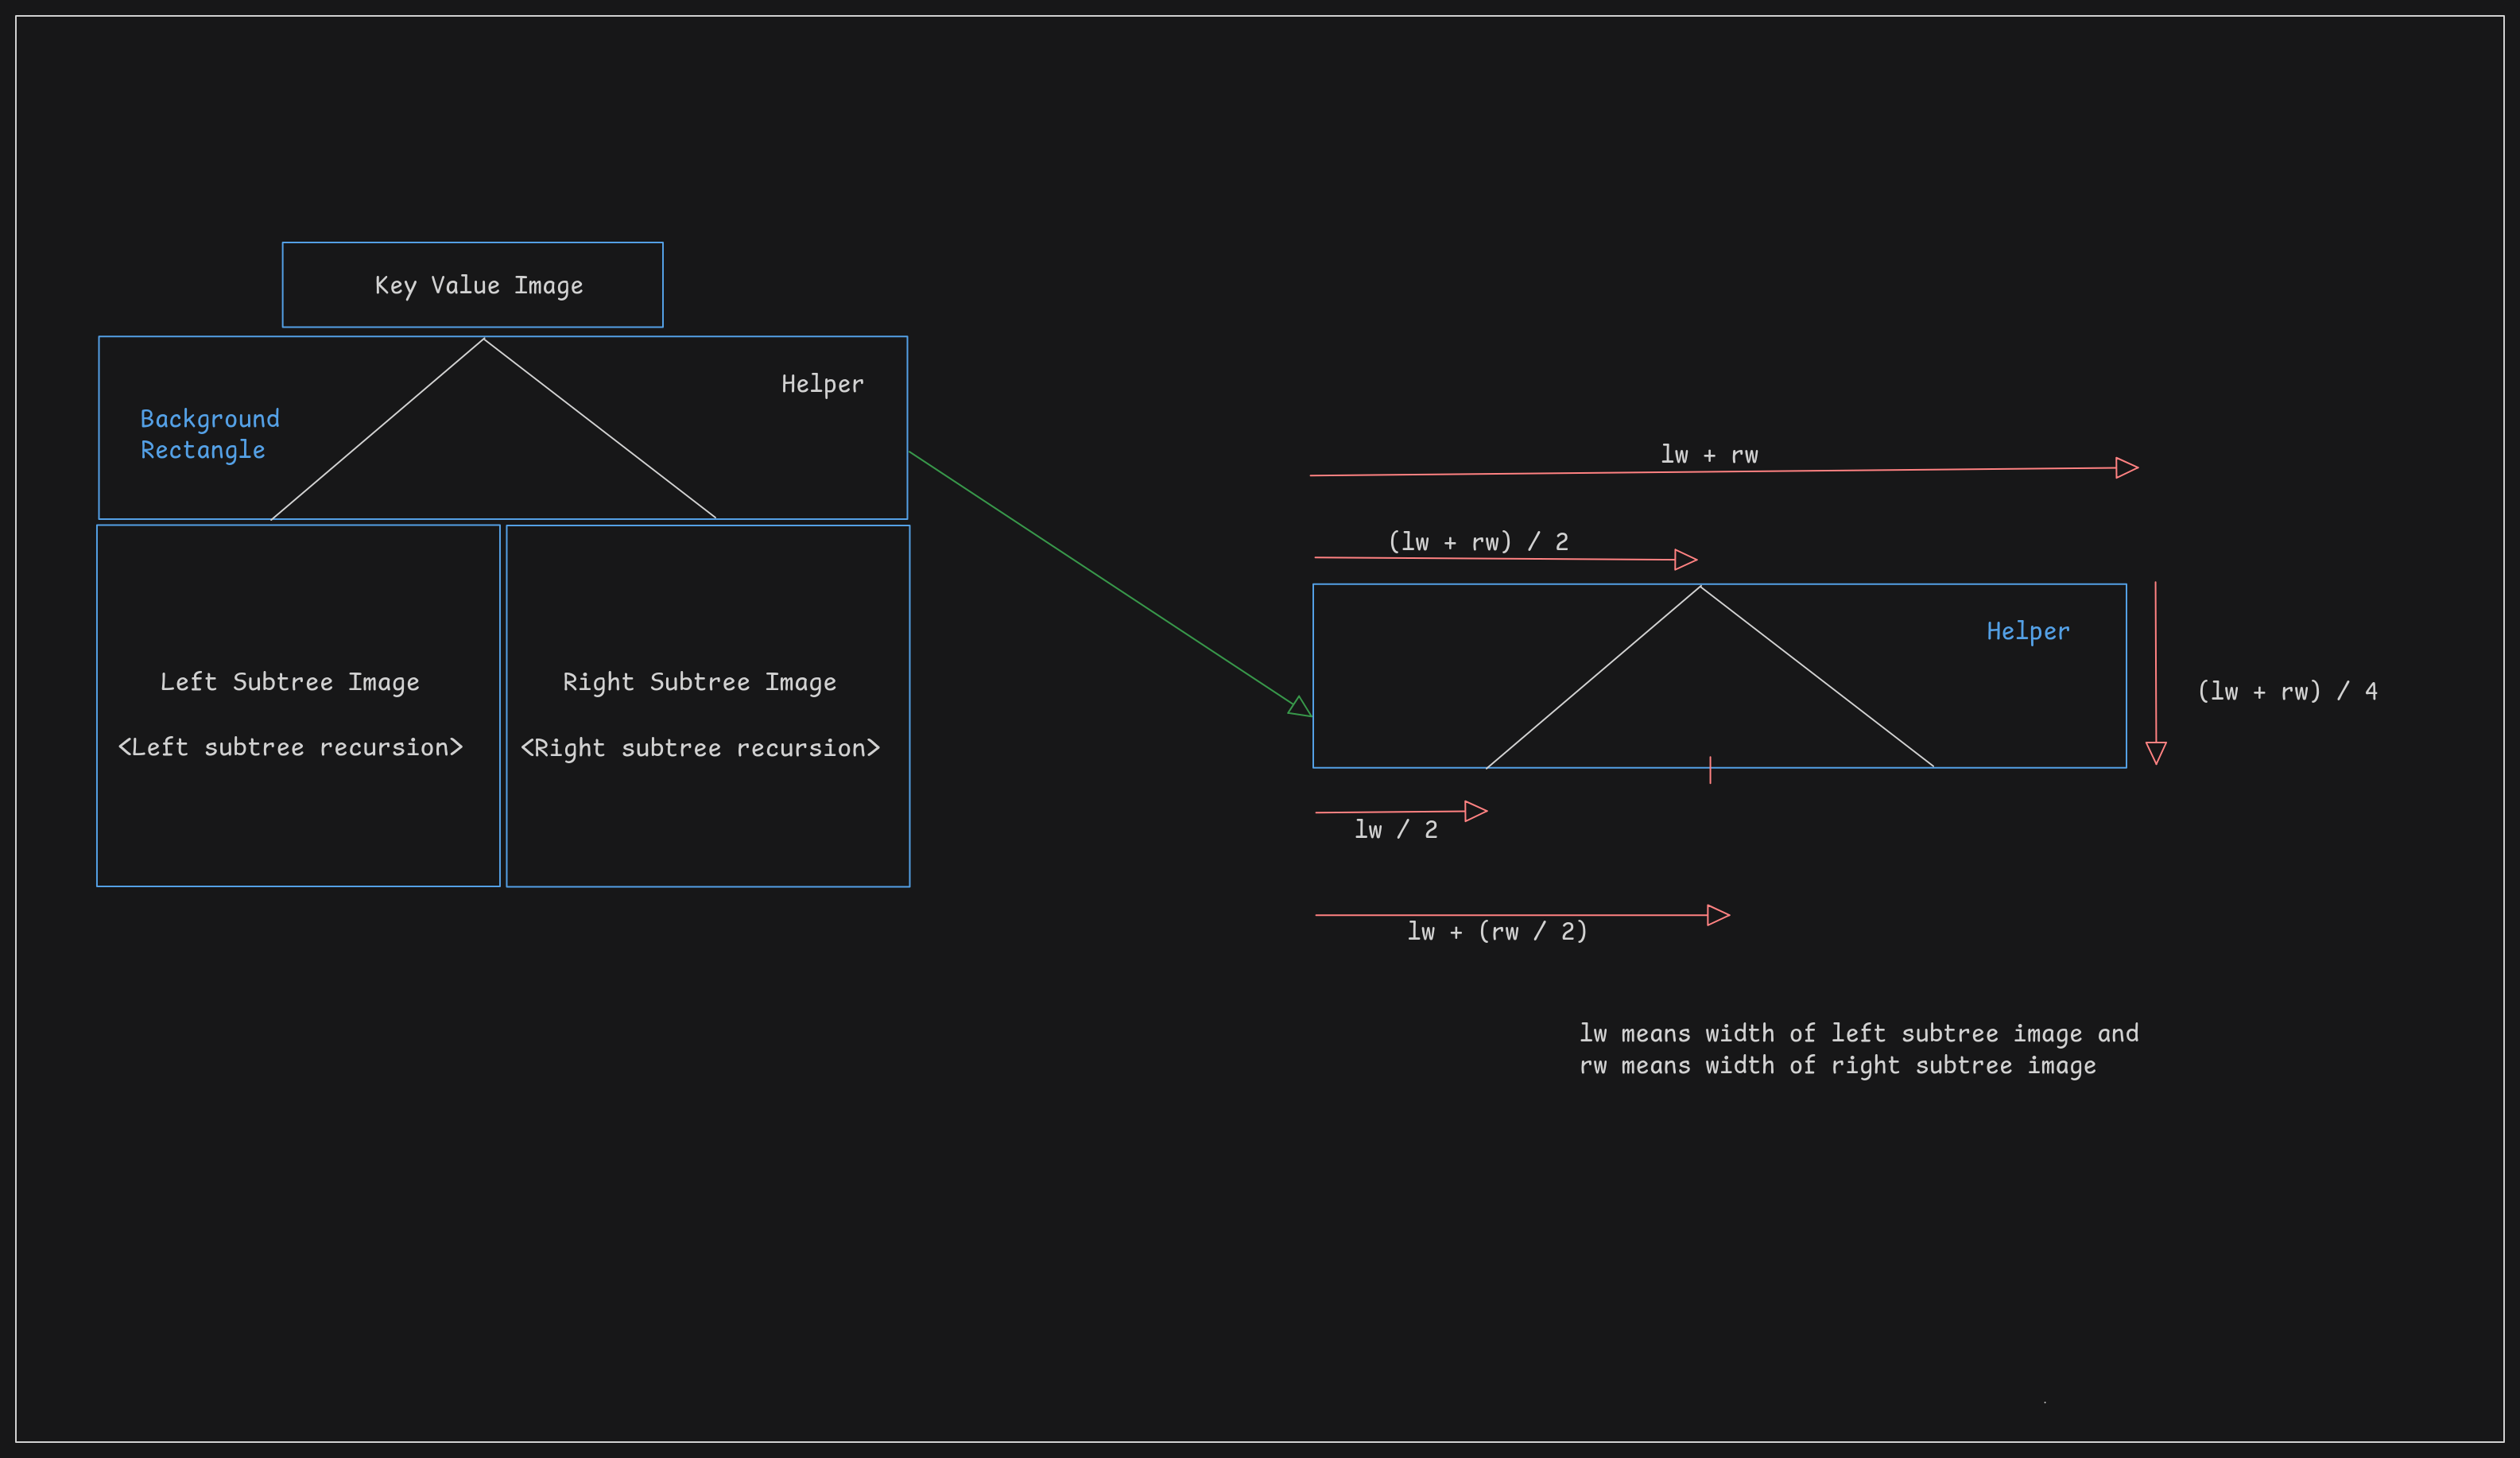 Key Value Image
Helper
Background
Rectangle
Left Subtree Image
<Left subtree recursion>
Right Subtree Image
<Right subtree recursion>
lw + rw
(lw + rw) / 2
Helper
(lw + rw) / 4
lw / 2
lw + (rw / 2)
lw means width of left subtree image and
rw means width of right subtree image